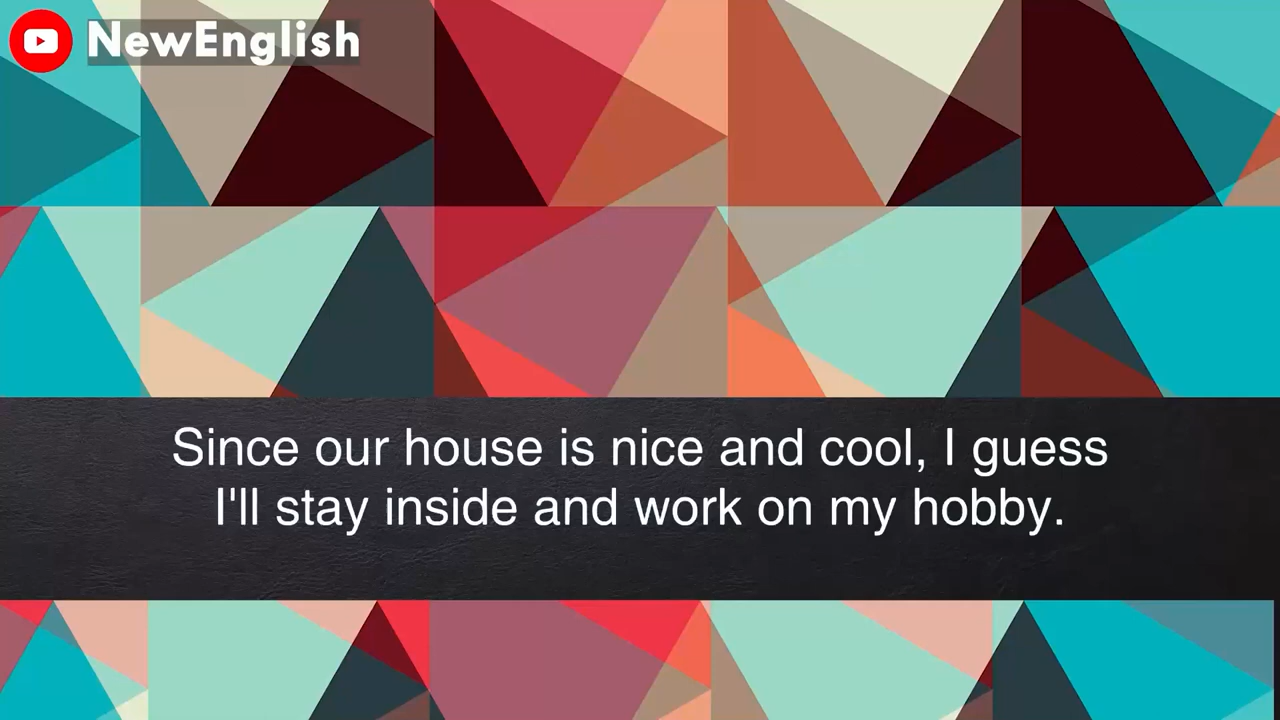 NewEnglish
Since our house is nice and cool, I guess
I'll stay inside and work on my hobby.